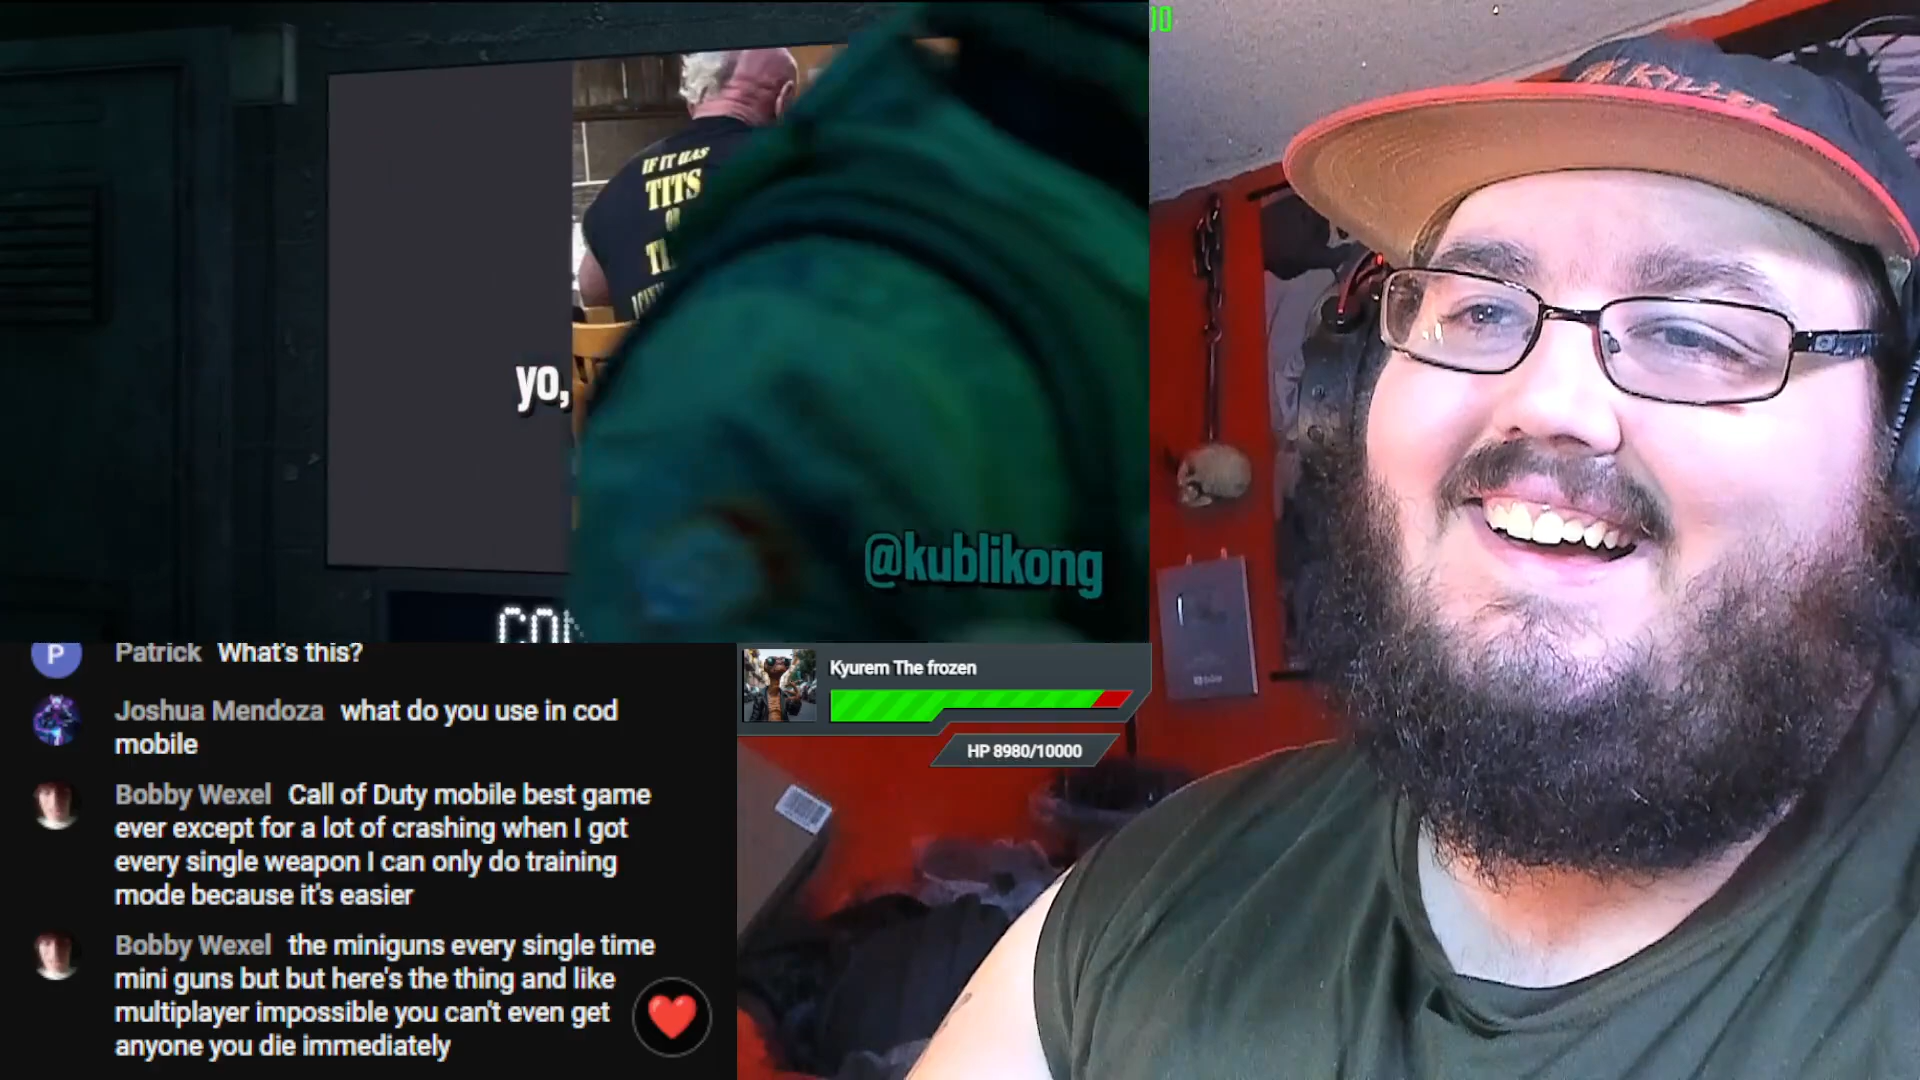 IF IT HAS
TITS
OR
yo,
@kublikong
Patrick What's this?
Joshua Mendoza what do you use in cod
mobile
Bobby Wexel Call of Duty mobile best game
ever except for a lot of crashing when I got
every single weapon I can only do training
mode because it's easier
Bobby Wexel the miniguns every single time
mini guns but but here's the thing and like
multiplayer impossible you can't even get
anyone you die immediately
P
Kyurem The frozen
HP 8980/10000